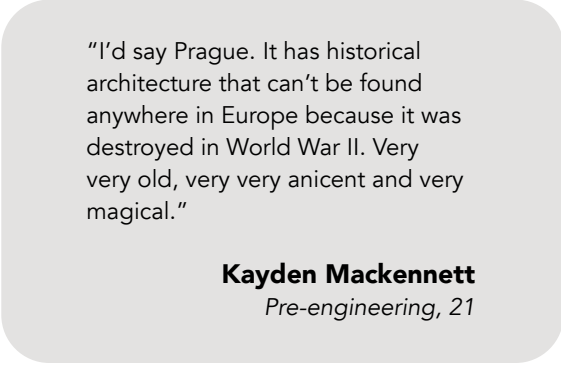 “I’d say Prague. It has historical
architecture that can’t be found
anywhere in Europe because it was
destroyed in World War II. Very
very old, very very anicent and very
magical.”
Kayden Mackennett
Pre-engineering, 21